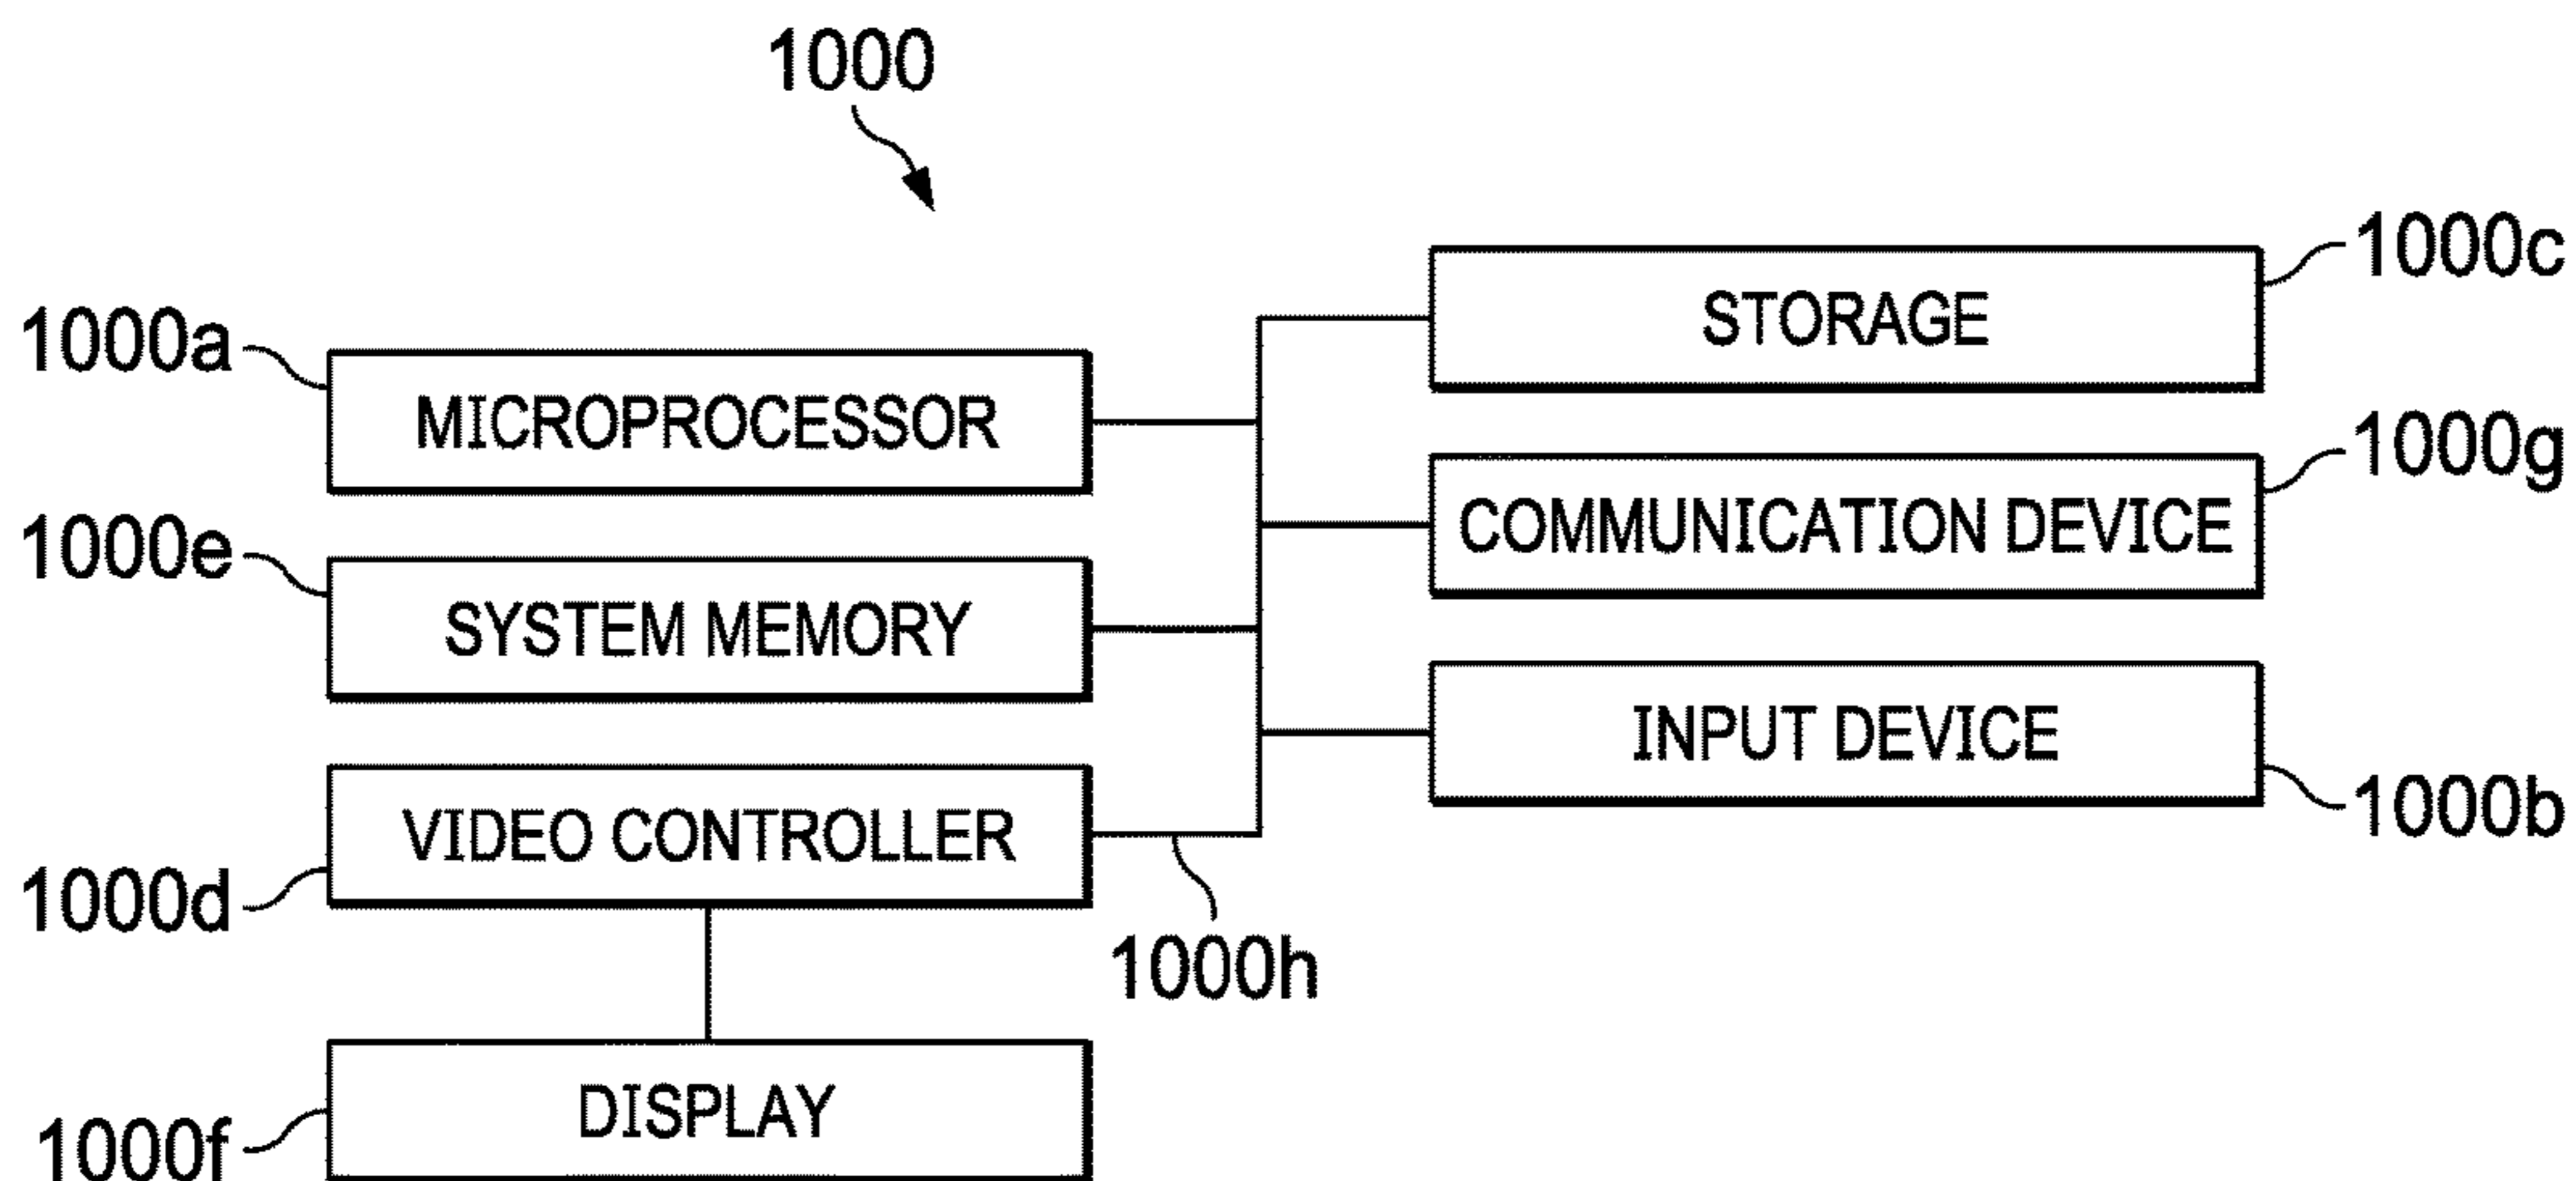 1000
1000c
STORAGE
1000a
MICROPROCESSOR
1000g
COMMUNICATION DEVICE
1000e
SYSTEM MEMORY
INPUT DEVICE
1000b
VIDEO CONTROLLER
1000d
1000h
DISPLAY
1000f